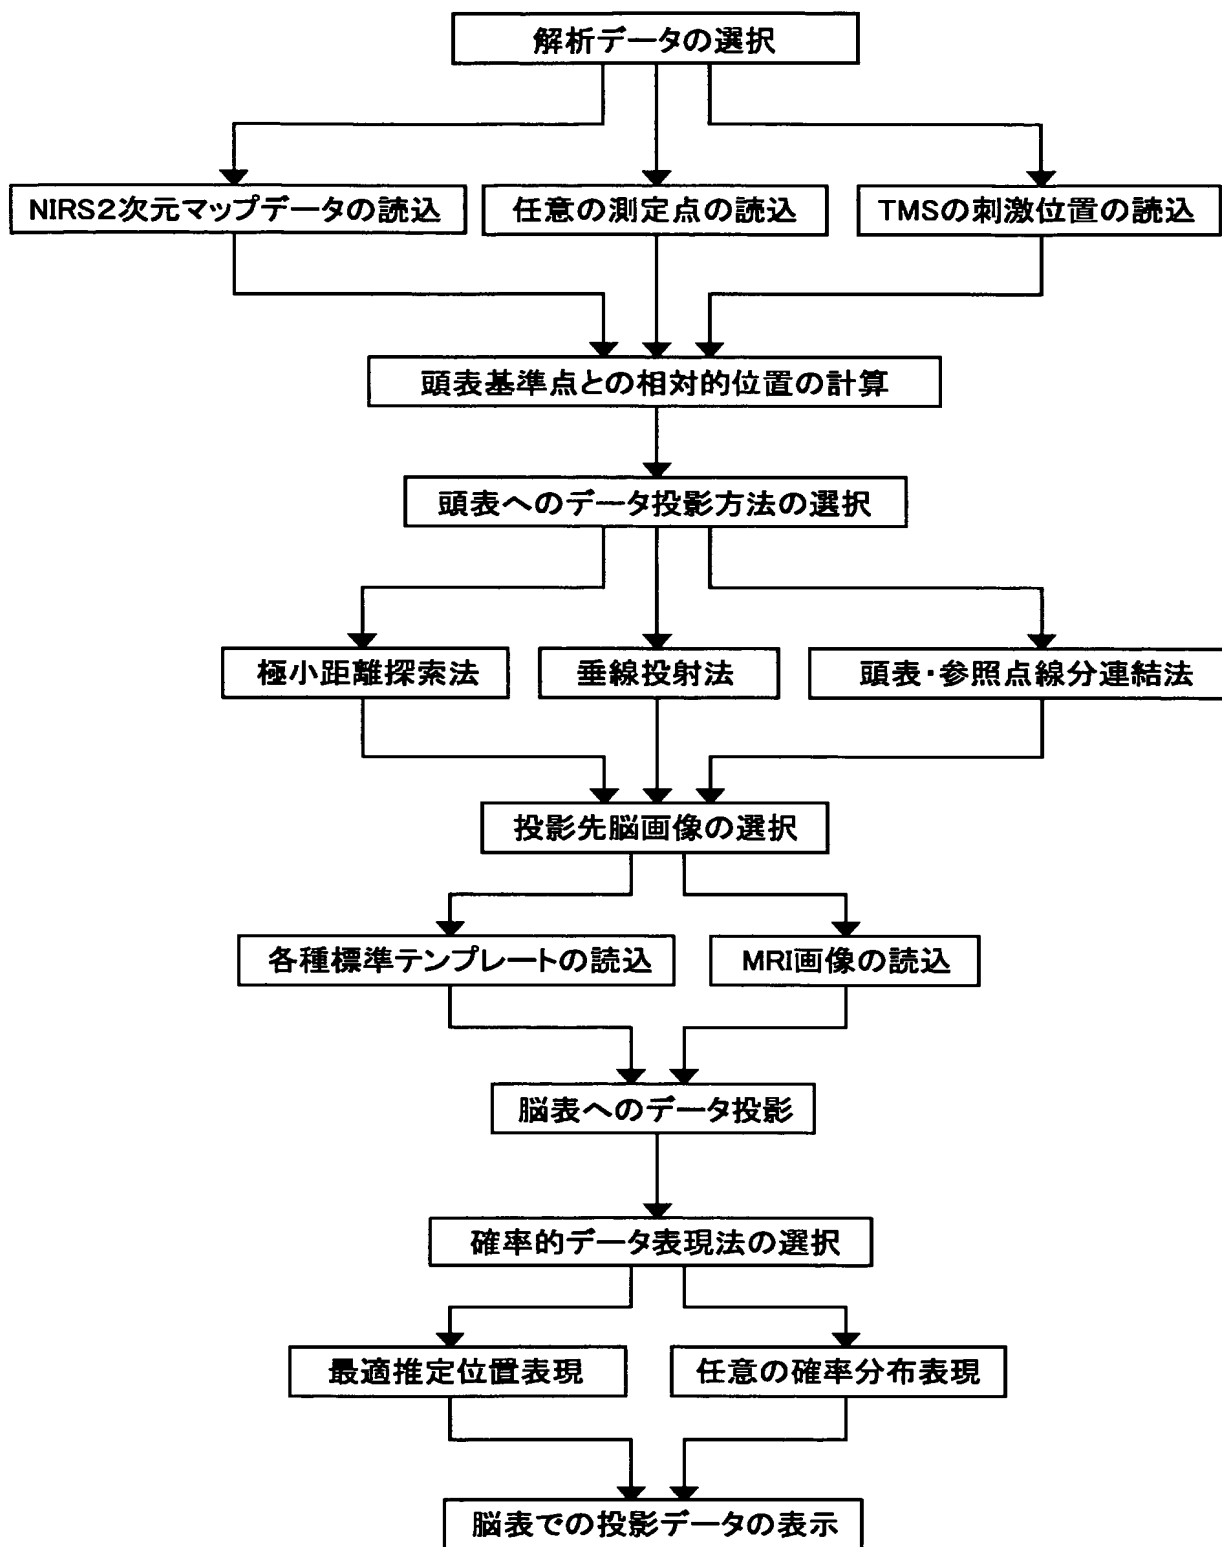 解析データの選択
NIRS2次元マップデータの読込
任意の測定点の読込
TMSの刺激位置の読込
頭表基準点との相対的位置の計算
頭表へのデータ投影方法の選択
極小距離探索法
垂線投射法
頭表・参照点線分連結法
投影先脳画像の選択
各種標準テンプレートの読込
MRI画像の読込
脳表へのデータ投影
確率的データ表現法の選択
最適推定位置表現
任意の確率分布表現
脳表での投影データの表示